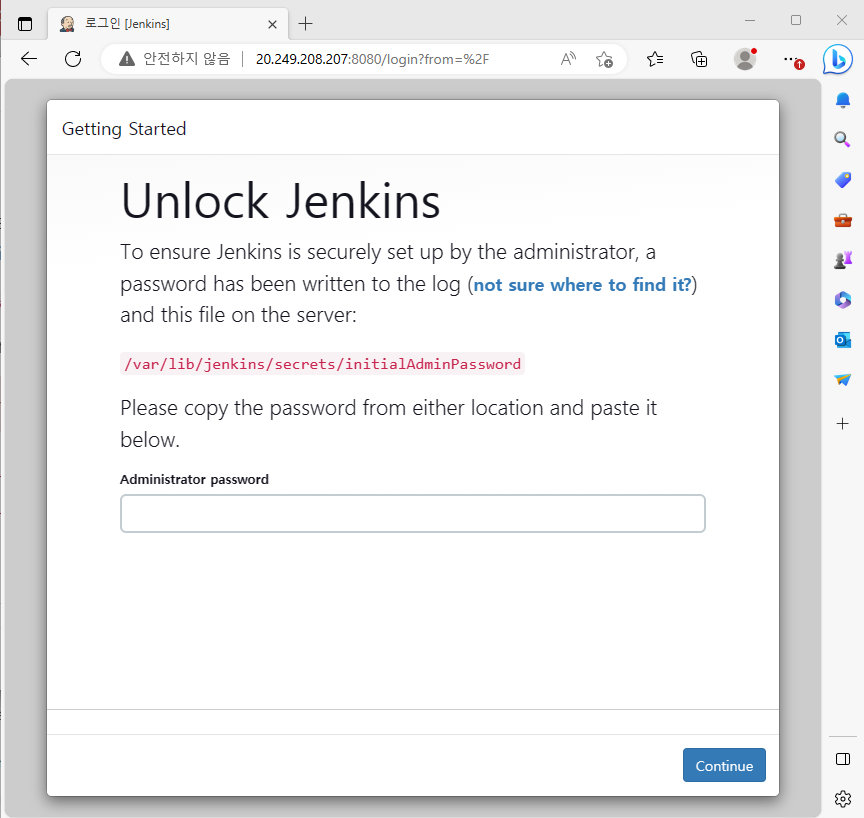 로그인 [Jenkins]
안전하지 않음 20.249.208.207:8080/login?from=%2F
Getting Started
Unlock Jenkins
To ensure Jenkins is securely set up by the administrator, a
password has been written to the log (not sure where to find it?)
and this file on the server:
/var/lib/jenkins/secrets/initialAdminPassword
Please copy the password from either location and paste it
below.
Administrator password
Continue